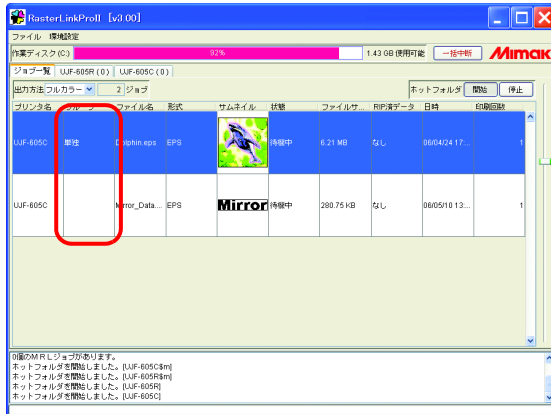 RasterLinkProII [v3.00]
ファイル 環境設定
作業ディスク(C:) 92% 1.43 GB 使用可能 一括中断 Mimaki
ジョブ一覧 UJF-605R ( 0 ) UJF-605C ( 0 )
出力方法 フルカラー 2 ジョブ ホットフォルダ 開始 停止
プリンタ名 グループ ファイル名 形式 サムネイル 状態 ファイルサ... RIP済データ 日時 印刷回数
UJF-605C 単独 Dolphin.eps EPS 待機中 6.21 MB なし 06/04/24 17:... 1
UJF-605C Mirror_Data.... EPS Mirror 待機中 280.75 KB なし 06/05/10 13:... 1
0個のＭＲＬジョブがあります。
ホットフォルダを開始しました。[UJF-605C$m]
ホットフォルダを開始しました。[UJF-605R$m]
ホットフォルダを開始しました。[UJF-605R]
ホットフォルダを開始しました。[UJF-605C]